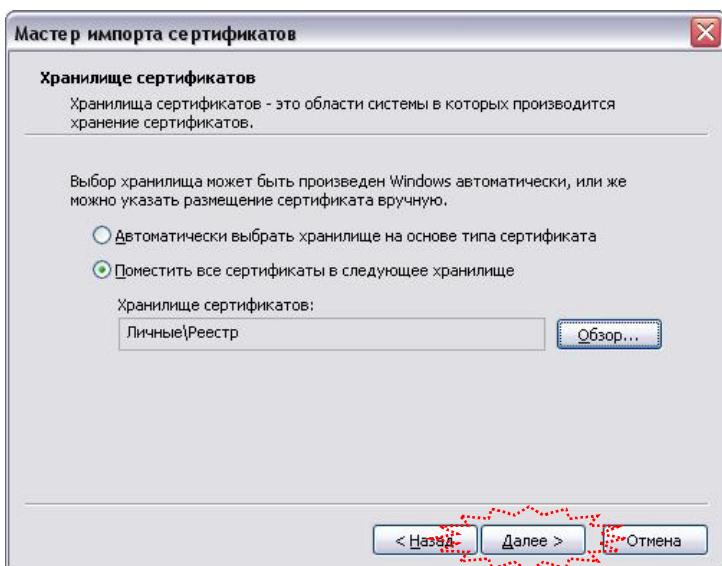 Мастер импорта сертификатов
Хранилище сертификатов
Хранилища сертификатов - это области системы в которых производится
хранение сертификатов.
Выбор хранилища может быть произведен Windows автоматически, или же
можно указать размещение сертификата вручную.
Автоматически выбрать хранилище на основе типа сертификата
Поместить все сертификаты в следующее хранилище
Хранилище сертификатов:
Личные\Реестр
Обзор...
< Назад
Далее >
Отмена